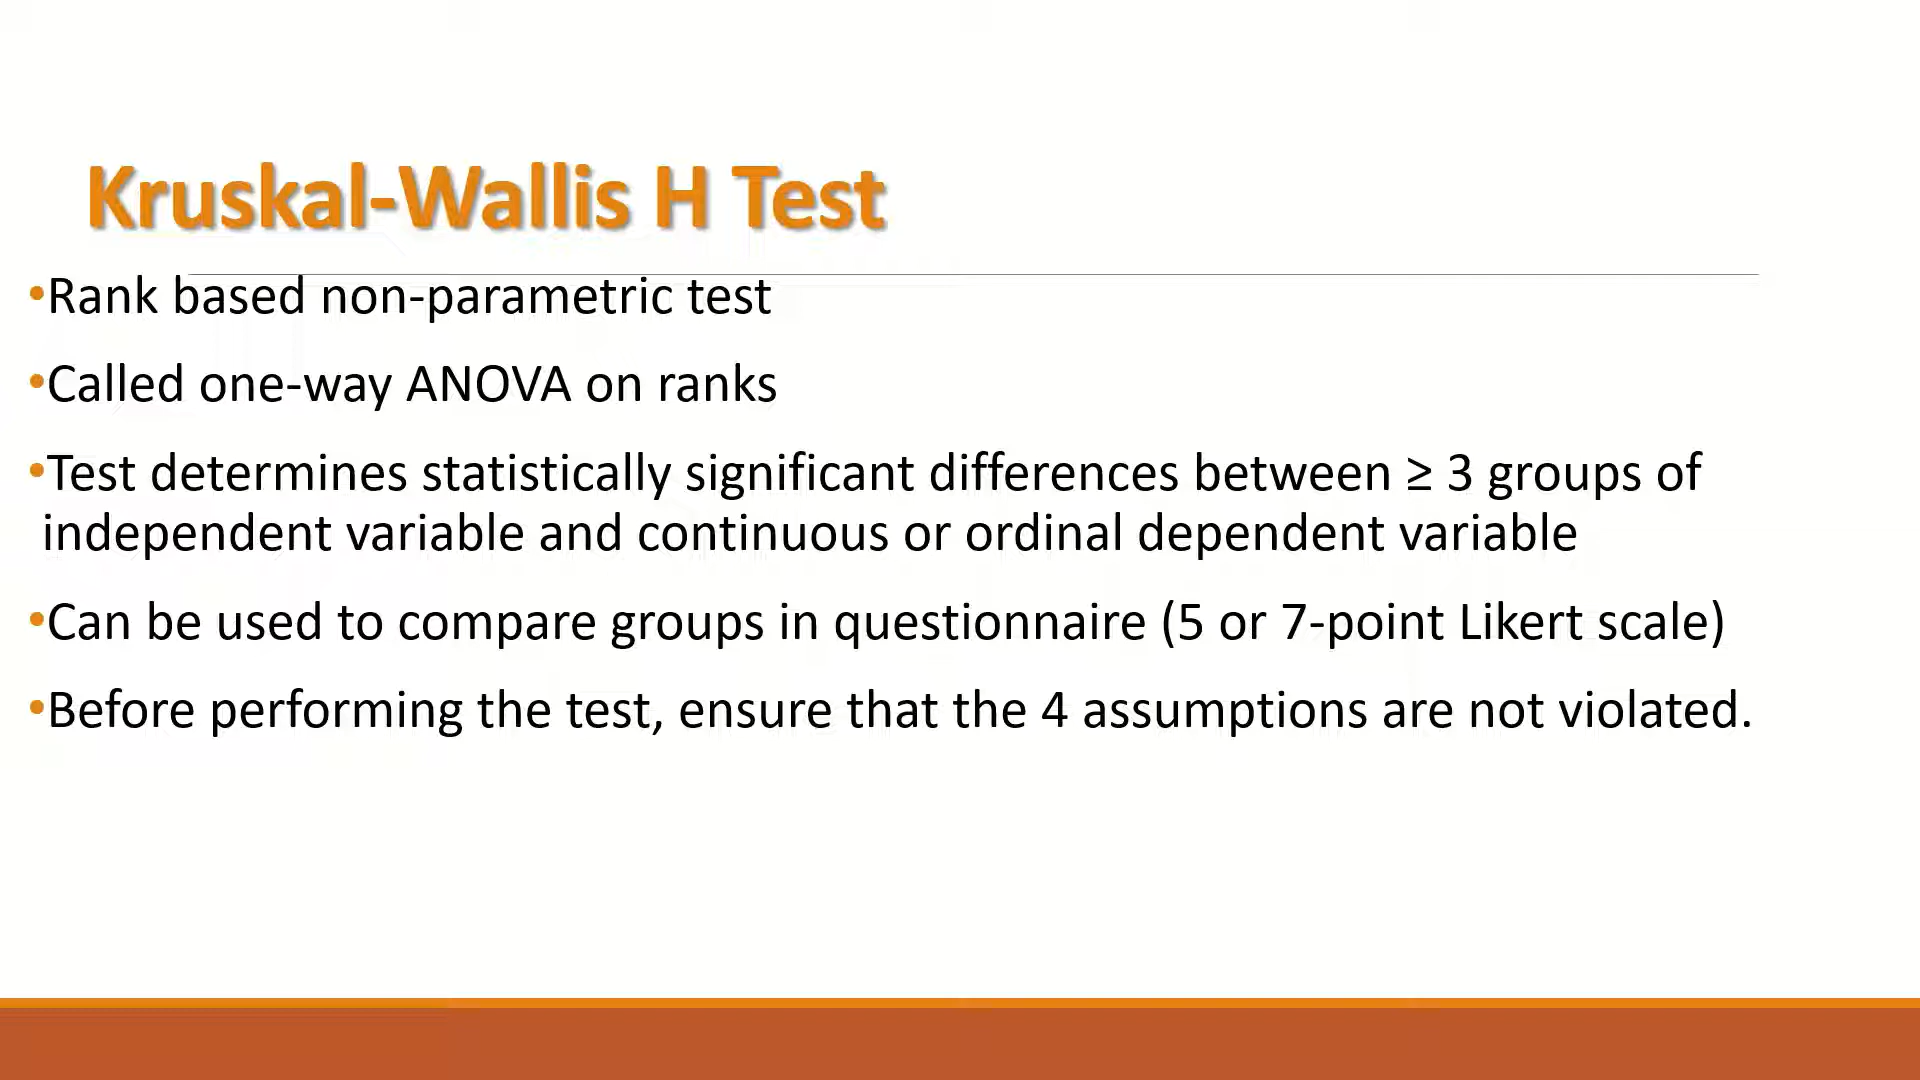 Kruskal-Wallis H Test
•Rank based non-parametric test
•Called one-way ANOVA on ranks
•Test determines statistically significant differences between ≥ 3 groups of
independent variable and continuous or ordinal dependent variable
•Can be used to compare groups in questionnaire (5 or 7-point Likert scale)
•Before performing the test, ensure that the 4 assumptions are not violated.